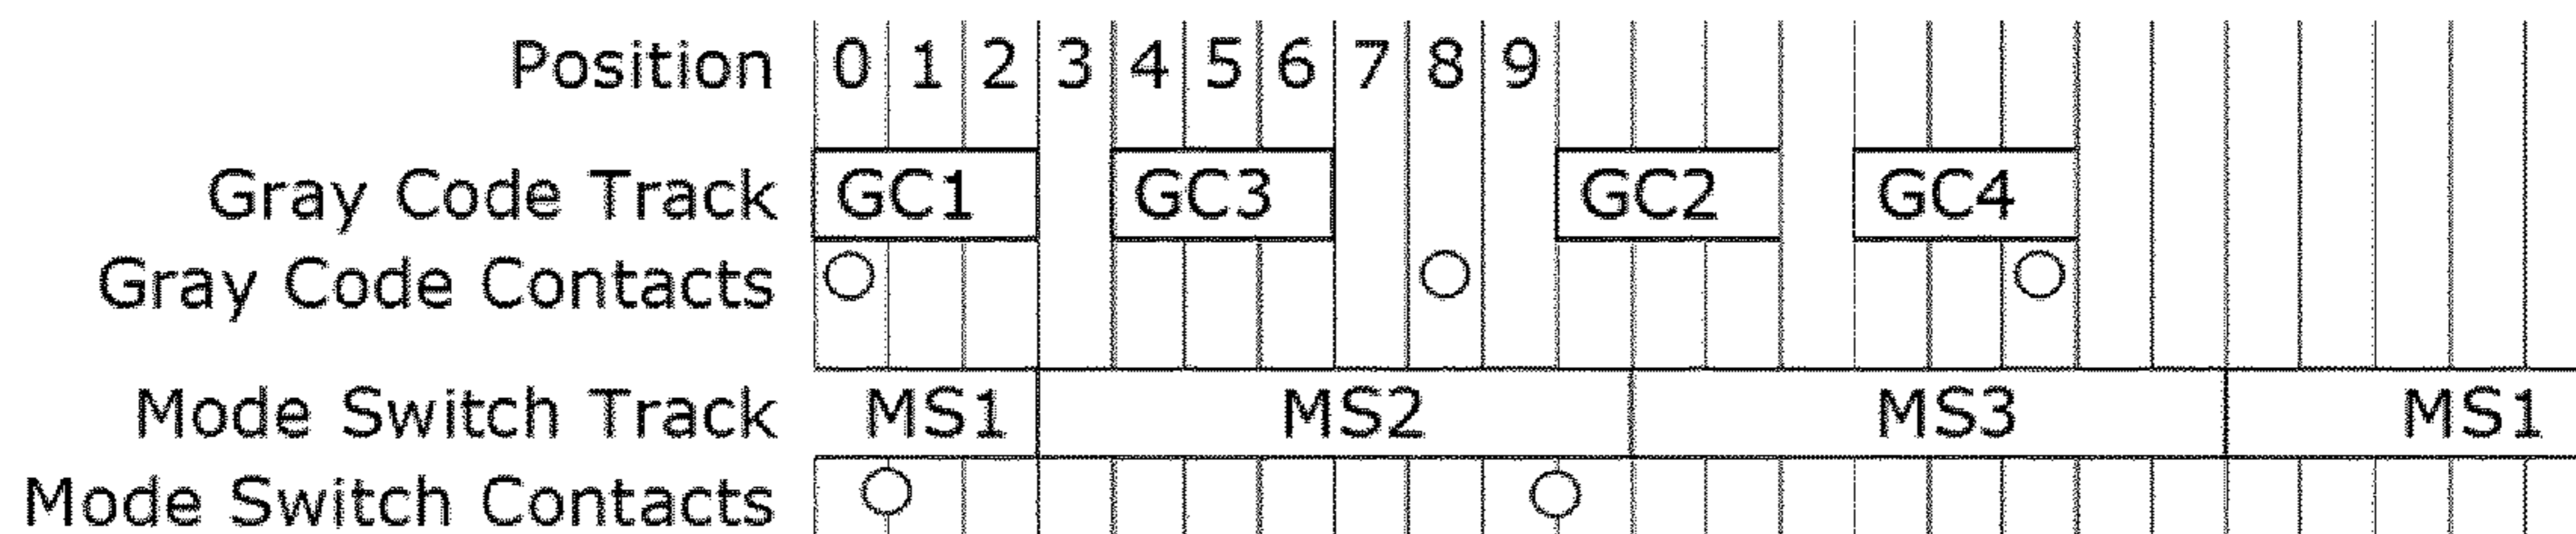 Position 0 1 2 3 4 5 6 7 8 9
Gray Code Track GC1 GC3 GC2 GC4
Gray Code Contacts
Mode Switch Track MS1 MS2 MS3 MS1
Mode Switch Contacts